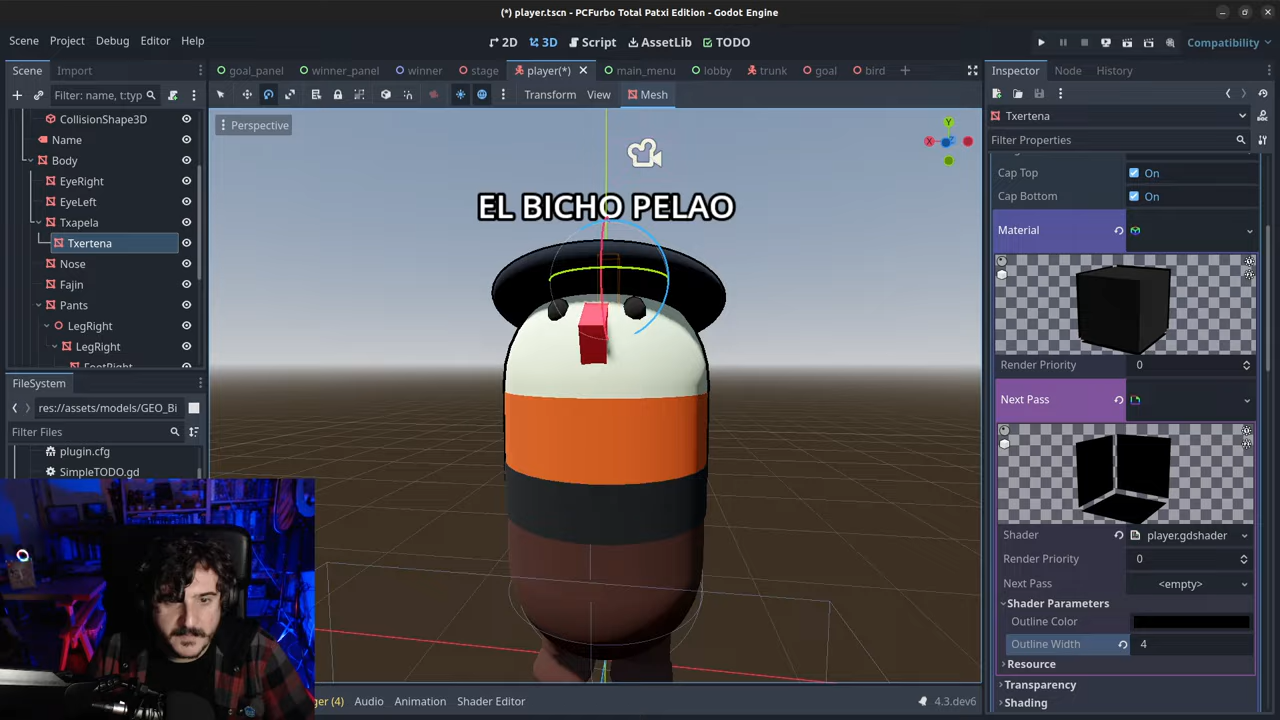 (*) player.tscn - PCFurbo Total Patxi Edition - Godot Engine
Scene Project Debug Editor Help
2D 3D Script AssetLib TODO
Compatibility
Scene Import
goal_panel winner_panel winner stage player(*) main_menu lobby trunk goal bird
Inspector Node History
Filter: name, t:typ
Transform View Mesh
Txertena
Filter Properties
Perspective
Y
X
CollisionShape3D
Name
Body
EyeRight
EyeLeft
Txapela
Txertena
Nose
Fajin
Pants
LegRight
LegRight
FootRight
EL BICHO PELAO
Cap Top On
Cap Bottom On
Material
Render Priority 0
Next Pass
Shader player.gdshader
Render Priority 0
Next Pass <empty>
Shader Parameters
Outline Color
Outline Width 4
Resource
Transparency
Shading
FileSystem
res://assets/models/GEO_Bi
Filter Files
plugin.cfg
SimpleTODO.gd
(4) Audio Animation Shader Editor
4.3.dev6